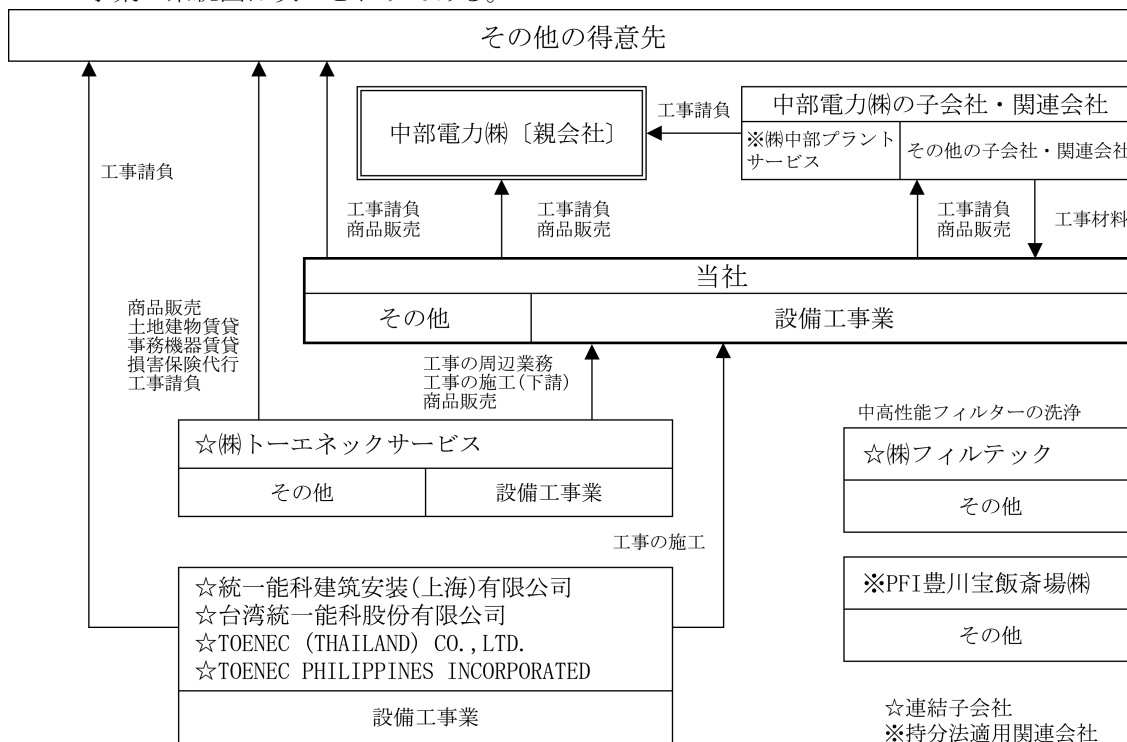 その他の得意先
中部電力㈱〔親会社〕
工事請負
中部電力㈱の子会社・関連会社
※㈱中部プラント
サービス
その他の子会社・関連会社
工事請負
工事請負
商品販売
工事請負
商品販売
工事請負
商品販売
工事材料
当社
その他
設備工事業
商品販売
土地建物賃貸
事務機器賃貸
損害保険代行
工事請負
工事の周辺業務
工事の施工(下請)
商品販売
☆㈱トーエネックサービス
その他
設備工事業
中高性能フィルターの洗浄
☆㈱フィルテック
その他
工事の施工
☆統一能科建筑安装(上海)有限公司
☆台湾統一能科股份有限公司
☆TOENEC (THAILAND) CO.,LTD.
☆TOENEC PHILIPPINES INCORPORATED
設備工事業
※PFI豊川宝飯斎場㈱
その他
☆連結子会社
※持分法適用関連会社